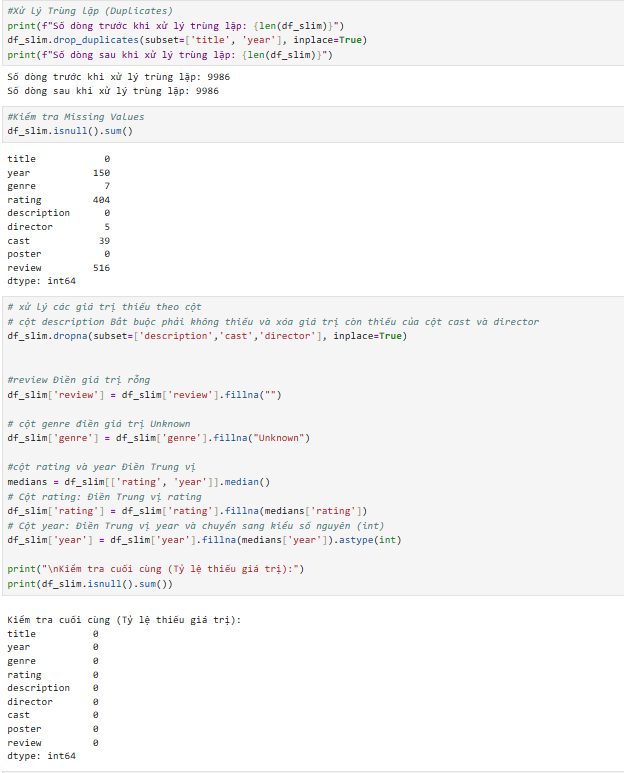 #Xử Lý Trùng Lặp (Duplicates)
print(f"Số dòng trước khi xử lý trùng lặp: {len(df_slim)}")
df_slim.drop_duplicates(subset=['title', 'year'], inplace=True)
print(f"Số dòng sau khi xử lý trùng lặp: {len(df_slim)}")
Số dòng trước khi xử lý trùng lặp: 9986
Số dòng sau khi xử lý trùng lặp: 9986
#Kiểm tra Missing Values
df_slim.isnull().sum()
title 0
year 150
genre 7
rating 404
description 0
director 5
cast 39
poster 0
review 516
dtype: int64
# xử lý các giá trị thiếu theo cột
# cột description Bắt buộc phải không thiếu và xóa giá trị còn thiếu của cột cast và director
df_slim.dropna(subset=['description','cast','director'], inplace=True)
#review Điền giá trị rỗng
df_slim['review'] = df_slim['review'].fillna("")
# cột genre điền giá trị Unknown
df_slim['genre'] = df_slim['genre'].fillna("Unknown")
#cột rating và year Điền Trung vị
medians = df_slim[['rating', 'year']].median()
# Cột rating: Điền Trung vị rating
df_slim['rating'] = df_slim['rating'].fillna(medians['rating'])
# Cột year: Điền Trung vị year và chuyển sang kiểu số nguyên (int)
df_slim['year'] = df_slim['year'].fillna(medians['year']).astype(int)
print("\nKiểm tra cuối cùng (Tỷ lệ thiếu giá trị):")
print(df_slim.isnull().sum())
Kiểm tra cuối cùng (Tỷ lệ thiếu giá trị):
title 0
year 0
genre 0
rating 0
description 0
director 0
cast 0
poster 0
review 0
dtype: int64